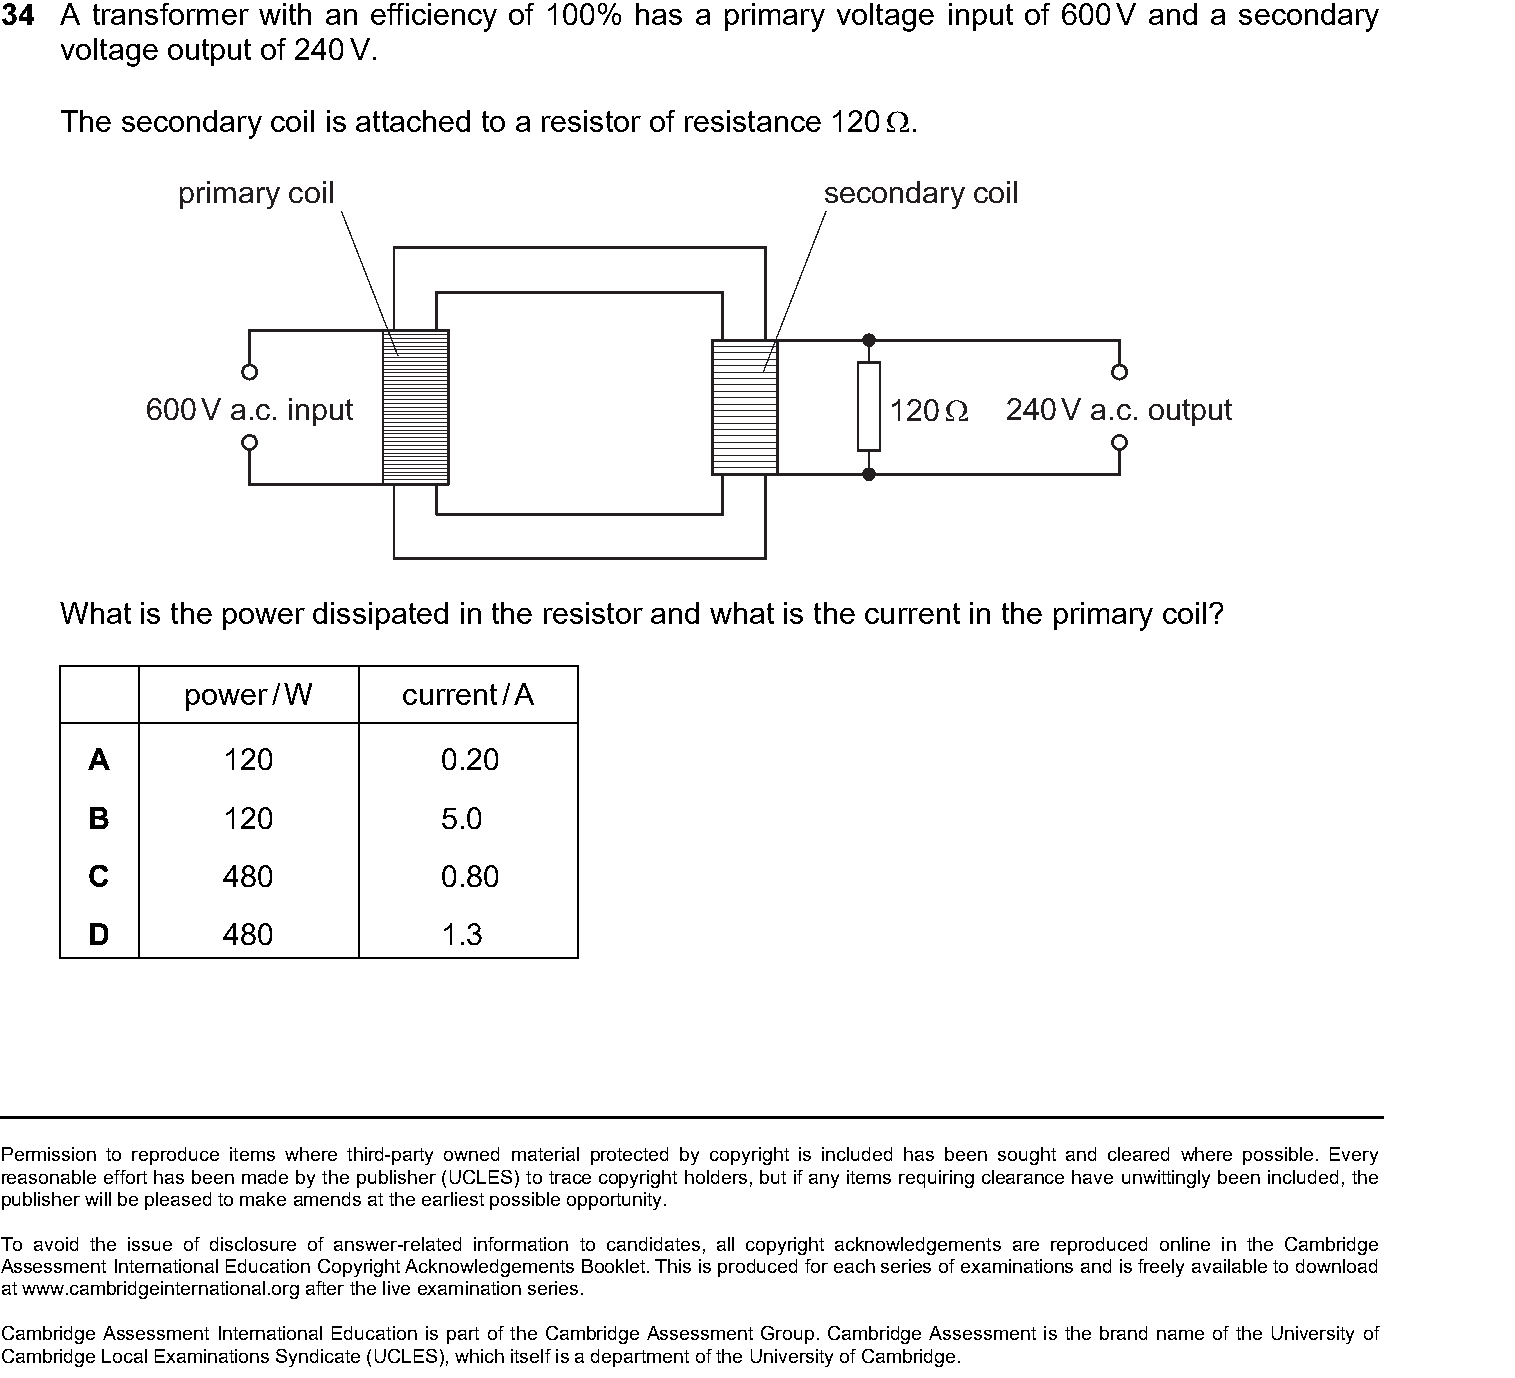 34 A transformer with an efficiency of 100% has a primary voltage input of 600 V and a secondary
voltage output of 240 V.
The secondary coil is attached to a resistor of resistance 120 Ω.
primary coil
secondary coil
600 V a.c. input
120 Ω
240 V a.c. output
What is the power dissipated in the resistor and what is the current in the primary coil?
power / W current / A
A 120 0.20
B 120 5.0
C 480 0.80
D 480 1.3
Permission to reproduce items where third-party owned material protected by copyright is included has been sought and cleared where possible. Every
reasonable effort has been made by the publisher (UCLES) to trace copyright holders, but if any items requiring clearance have unwittingly been included, the
publisher will be pleased to make amends at the earliest possible opportunity.
To avoid the issue of disclosure of answer-related information to candidates, all copyright acknowledgements are reproduced online in the Cambridge
Assessment International Education Copyright Acknowledgements Booklet. This is produced for each series of examinations and is freely available to download
at www.cambridgeinternational.org after the live examination series.
Cambridge Assessment International Education is part of the Cambridge Assessment Group. Cambridge Assessment is the brand name of the University of
Cambridge Local Examinations Syndicate (UCLES), which itself is a department of the University of Cambridge.